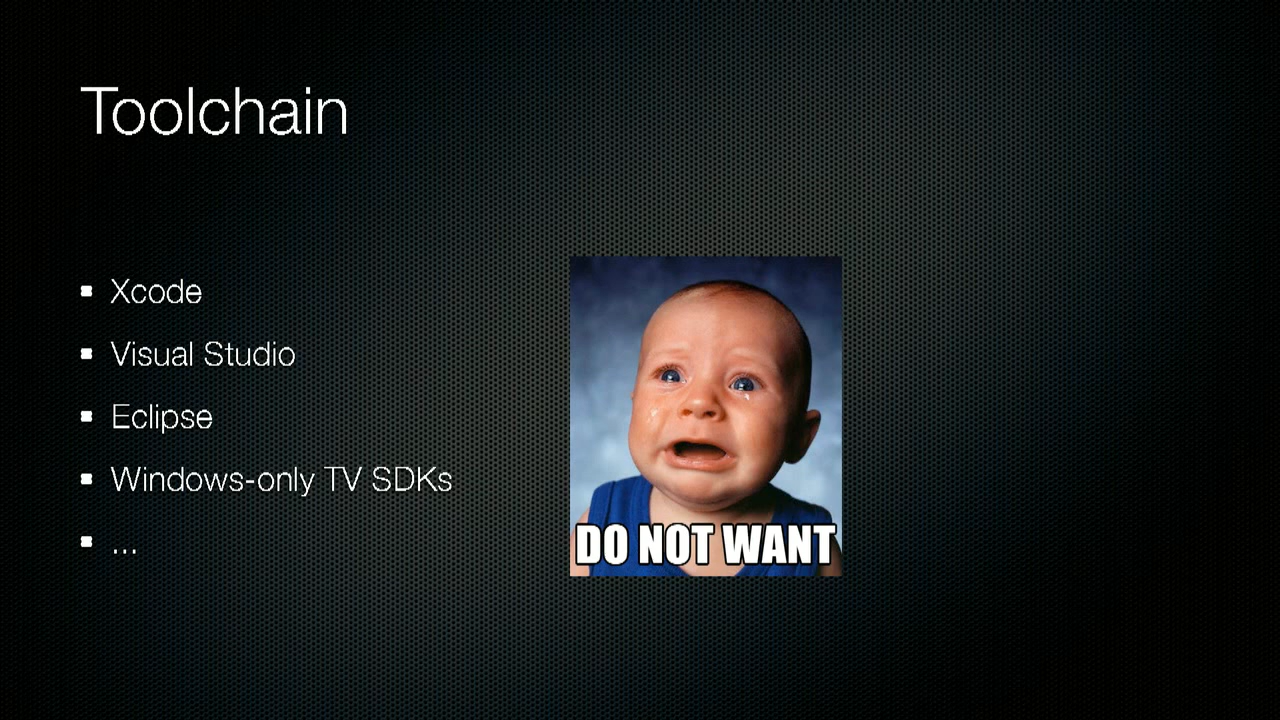 Toolchain
Xcode
Visual Studio
Eclipse
Windows-only TV SDKs
...
DO NOT WANT